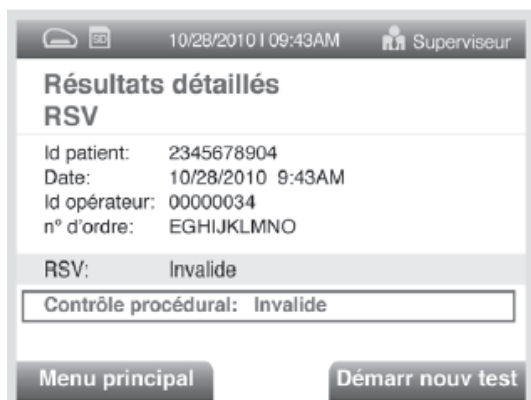 SD 10/28/2010 I 09:43AM Superviseur
Résultats détaillés
RSV
Id patient: 2345678904
Date: 10/28/2010 9:43AM
Id opérateur: 00000034
n° d'ordre: EGHIJKLMNO
RSV: Invalide
Contrôle procédural: Invalide
Menu principal Démarr nouv test